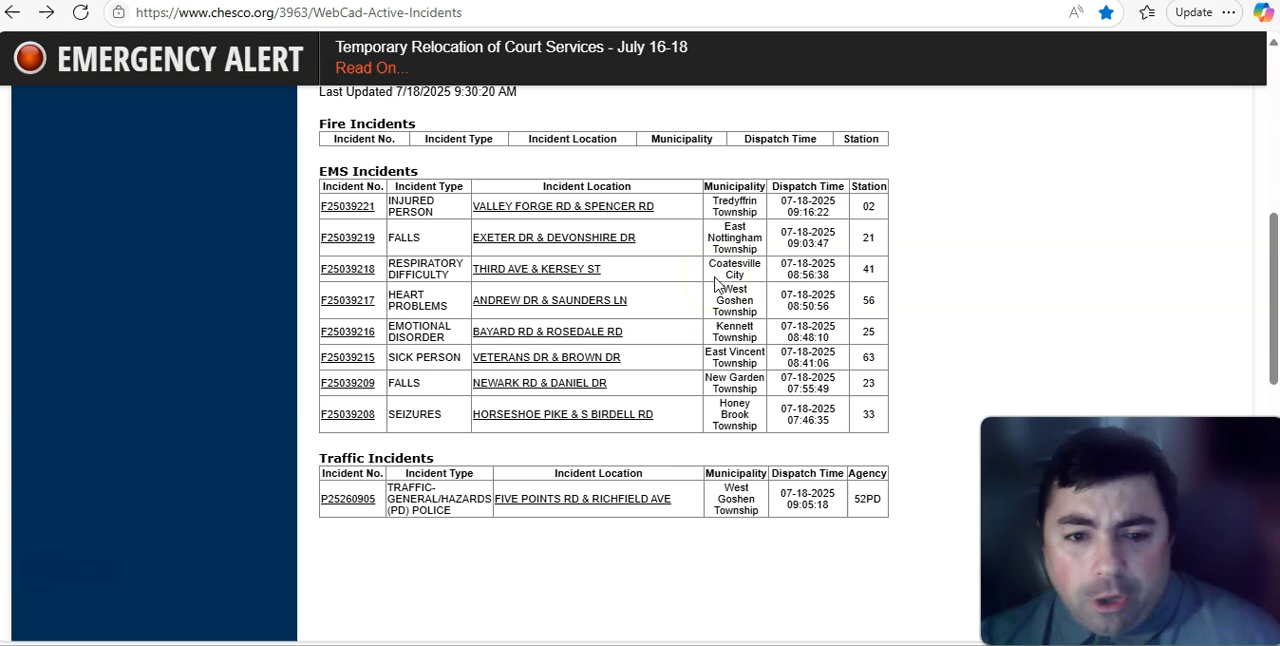 https://www.chesco.org/3963/WebCad-Active-Incidents
Update
EMERGENCY ALERT
Temporary Relocation of Court Services - July 16-18
Read On...
Last Updated 7/18/2025 9:30:20 AM
Fire Incidents
Incident No. Incident Type Incident Location Municipality Dispatch Time Station
EMS Incidents
Incident No. Incident Type Incident Location Municipality Dispatch Time Station
F25039221 INJURED PERSON VALLEY FORGE RD & SPENCER RD Tredyffrin Township 07-18-2025 09:16:22 02
F25039219 FALLS EXETER DR & DEVONSHIRE DR East Nottingham Township 07-18-2025 09:03:47 21
F25039218 RESPIRATORY DIFFICULTY THIRD AVE & KERSEY ST Coatesville City 07-18-2025 08:56:38 41
F25039217 HEART PROBLEMS ANDREW DR & SAUNDERS LN West Goshen Township 07-18-2025 08:50:56 56
F25039216 EMOTIONAL DISORDER BAYARD RD & ROSEDALE RD Kennett Township 07-18-2025 08:48:10 25
F25039215 SICK PERSON VETERANS DR & BROWN DR East Vincent Township 07-18-2025 08:41:06 63
F25039209 FALLS NEWARK RD & DANIEL DR New Garden Township 07-18-2025 07:55:49 23
F25039208 SEIZURES HORSESHOE PIKE & S BIRDELL RD Honey Brook Township 07-18-2025 07:46:35 33
Traffic Incidents
Incident No. Incident Type Incident Location Municipality Dispatch Time Agency
P25260905 TRAFFIC-GENERAL/HAZARDS (PD) POLICE FIVE POINTS RD & RICHFIELD AVE West Goshen Township 07-18-2025 09:05:18 52PD